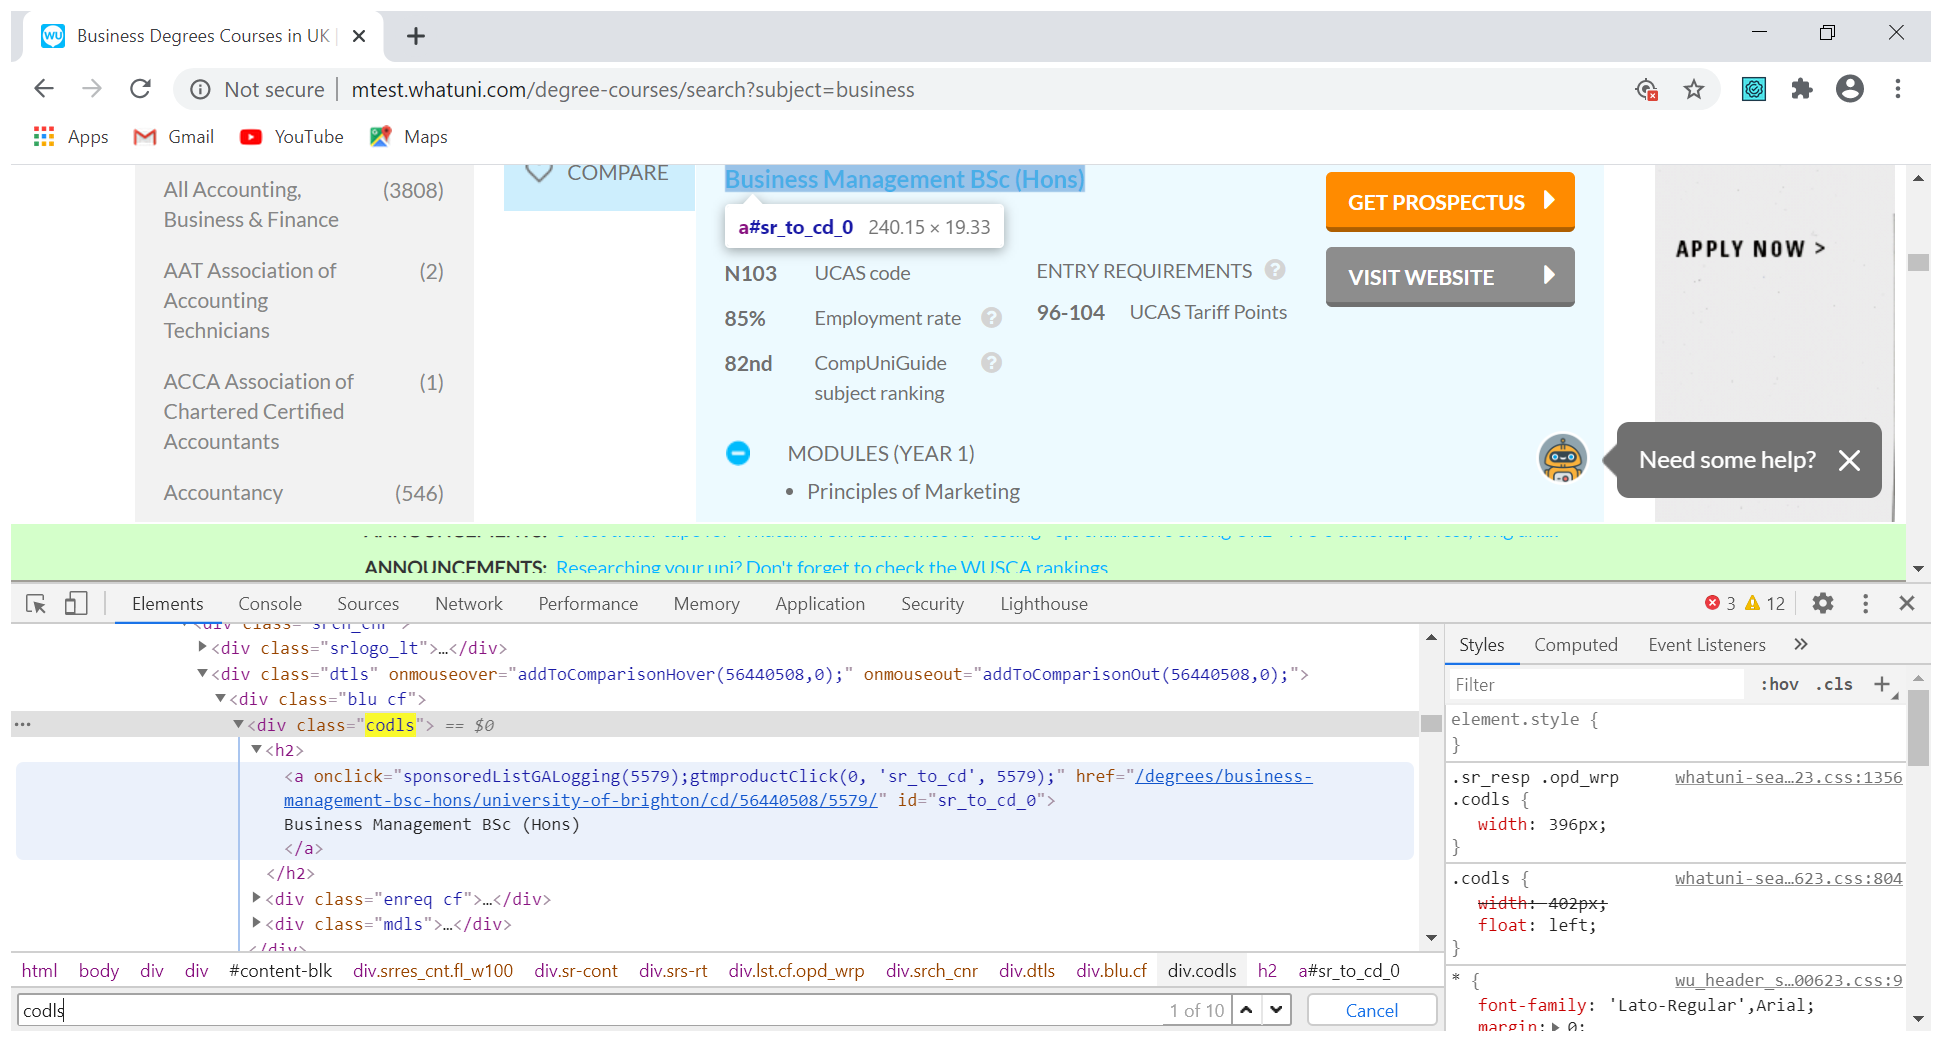 Business Degrees Courses in UK |
Not secure | mtest.whatuni.com/degree-courses/search?subject=business
Apps Gmail YouTube Maps
All Accounting, Business & Finance (3808)
AAT Association of Accounting Technicians (2)
ACCA Association of Chartered Certified Accountants (1)
Accountancy (546)
COMPARE
Business Management BSc (Hons)
a#sr_to_cd_0 240.15 × 19.33
N103 UCAS code
85% Employment rate ?
82nd CompUniGuide subject ranking ?
ENTRY REQUIREMENTS ?
96-104 UCAS Tariff Points
MODULES (YEAR 1)
• Principles of Marketing
GET PROSPECTUS
VISIT WEBSITE
APPLY NOW >
Need some help?
ANNOUNCEMENTS: Researching your uni? Don't forget to check the WUSCA rankings
Elements Console Sources Network Performance Memory Application Security Lighthouse 3 12
<div class="srch_cnr">
<div class="srlogo_lt">…</div>
<div class="dtls" onmouseover="addToComparisonHover(56440508,0);" onmouseout="addToComparisonOut(56440508,0);">
<div class="blu cf">
<div class="codls"> == $0
<h2>
<a onclick="sponsoredListGALogging(5579);gtmproductClick(0, 'sr_to_cd', 5579);" href="/degrees/business-
management-bsc-hons/university-of-brighton/cd/56440508/5579/" id="sr_to_cd_0">
Business Management BSc (Hons)
</a>
</h2>
<div class="enreq cf">…</div>
<div class="mdls">…</div>
</div>
html body div div #content-blk div.srres_cnt.fl_w100 div.sr-cont div.srs-rt div.lst.cf.opd_wrp div.srch_cnr div.dtls div.blu.cf div.codls h2 a#sr_to_cd_0
codls 1 of 10 Cancel
Styles Computed Event Listeners »
Filter :hov .cls +
element.style {
}
.sr_resp .opd_wrp whatuni-sea…23.css:1356
.codls {
width: 396px;
}
.codls { whatuni-sea…623.css:804
width: 402px;
float: left;
}
* { wu_header_s…00623.css:9
font-family: 'Lato-Regular',Arial;
margin: 0;